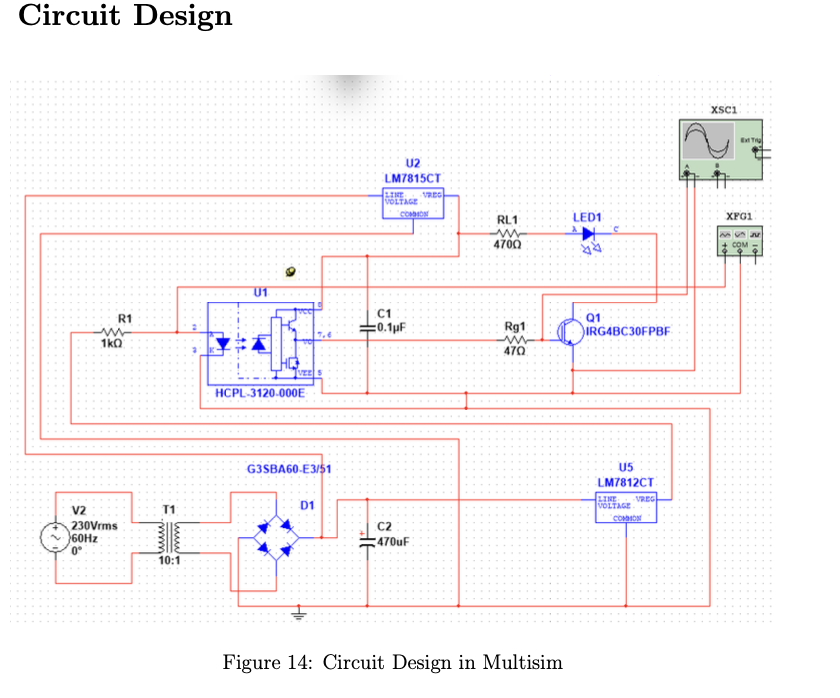 Circuit Design
XSC1
Ext Trig
A B
U2
LM7815CT
LINE VREG
VOLTAGE
COMMON
XFG1
COM
RL1
470Ω
LED1
A C
U1
R1
1kΩ
2
3
A
K
VCC
VO
VEE
8
7,6
5
HCPL-3120-000E
C1
0.1µF
Rg1
47Ω
Q1
IRG4BC30FPBF
G3SBA60-E3/51
D1
V2
230Vrms
60Hz
0°
T1
10:1
C2
470uF
U5
LM7812CT
LINE VREG
VOLTAGE
COMMON
Figure 14: Circuit Design in Multisim